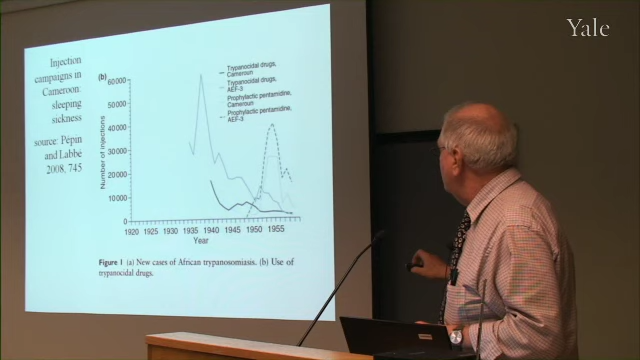 Yale
Injection
campaigns in
Cameroon:
sleeping
sickness
source: Pépin
and Labbé
2008, 745
(b)
Trypanocidal drugs,
Cameroun
Trypanocidal drugs,
AEF-3
Prophylactic pentamidine,
Cameroun
Prophylactic pentamidine,
AEF-3
Number of injections
60000
50000
40000
30000
20000
10000
0
1920 1925 1930 1935 1940 1945 1950 1955
Year
Figure 1 (a) New cases of African trypanosomiasis. (b) Use of
trypanocidal drugs.